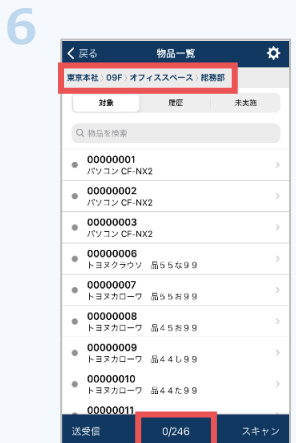 6
戻る 物品一覧
東京本社 〉 09F 〉 オフィススペース 〉 総務部
対象 履歴 未実施
物品を検索
00000001
パソコン CF-NX2
00000002
パソコン CF-NX2
00000003
パソコン CF-NX2
00000006
トヨヌクラウソ 品５５な９９
00000007
トヨヌカローワ 品５５お９９
00000008
トヨヌカローワ 品４５お９９
00000009
トヨヌカローワ 品４４し９９
00000010
トヨヌカローワ 品４４た９９
00000011
送受信 0/246 スキャン